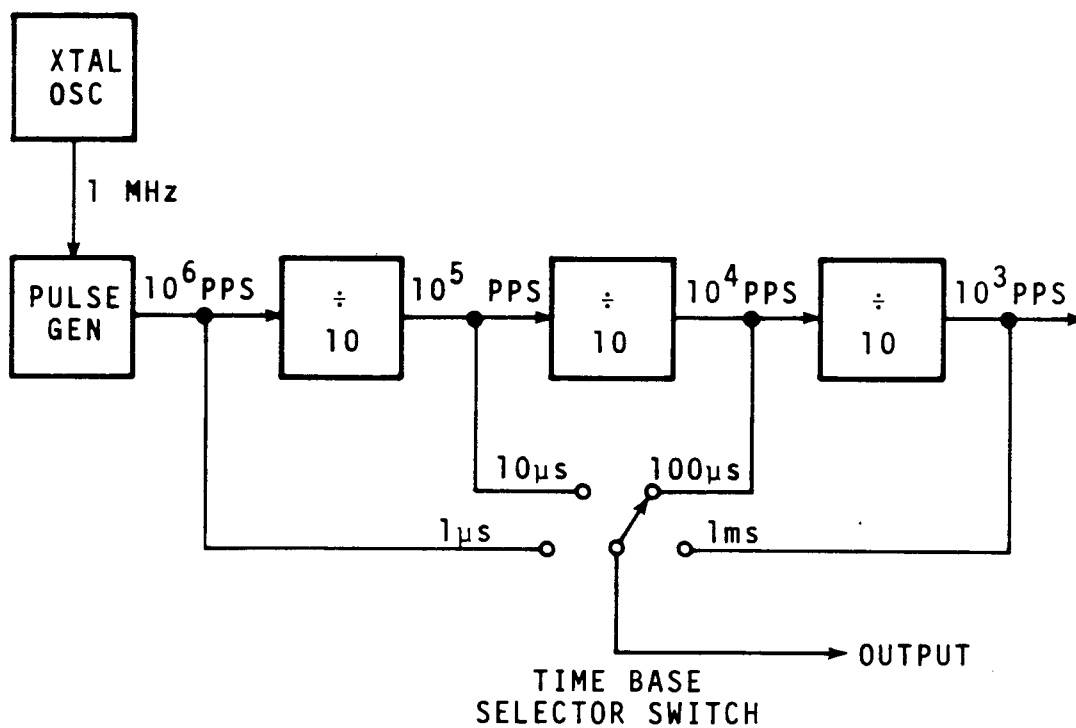 XTAL
OSC
1 MHz
PULSE
GEN
10⁶PPS
÷
10
10⁵ PPS
÷
10
10⁴PPS
÷
10
10³PPS
10µs
100µs
1µs
1ms
OUTPUT
TIME BASE
SELECTOR SWITCH